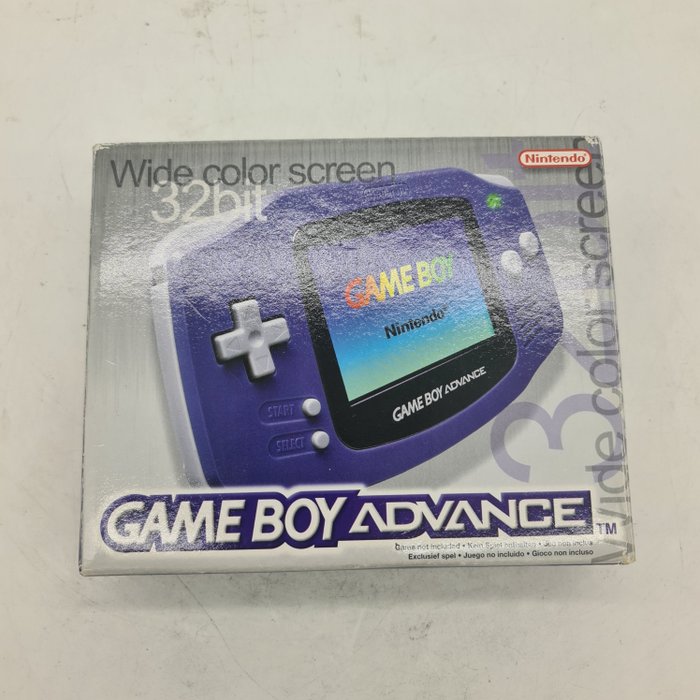 Wide color screen
32bit
Nintendo
GAME BOY
Nintendo
GAME BOY ADVANCE
START
SELECT
Wide color screen
GAME BOY ADVANCE TM
Game not included • Kein Spiel enthalten • Jeu non inclus
Exclusief spel • Juego no incluido • Gioco non incluso